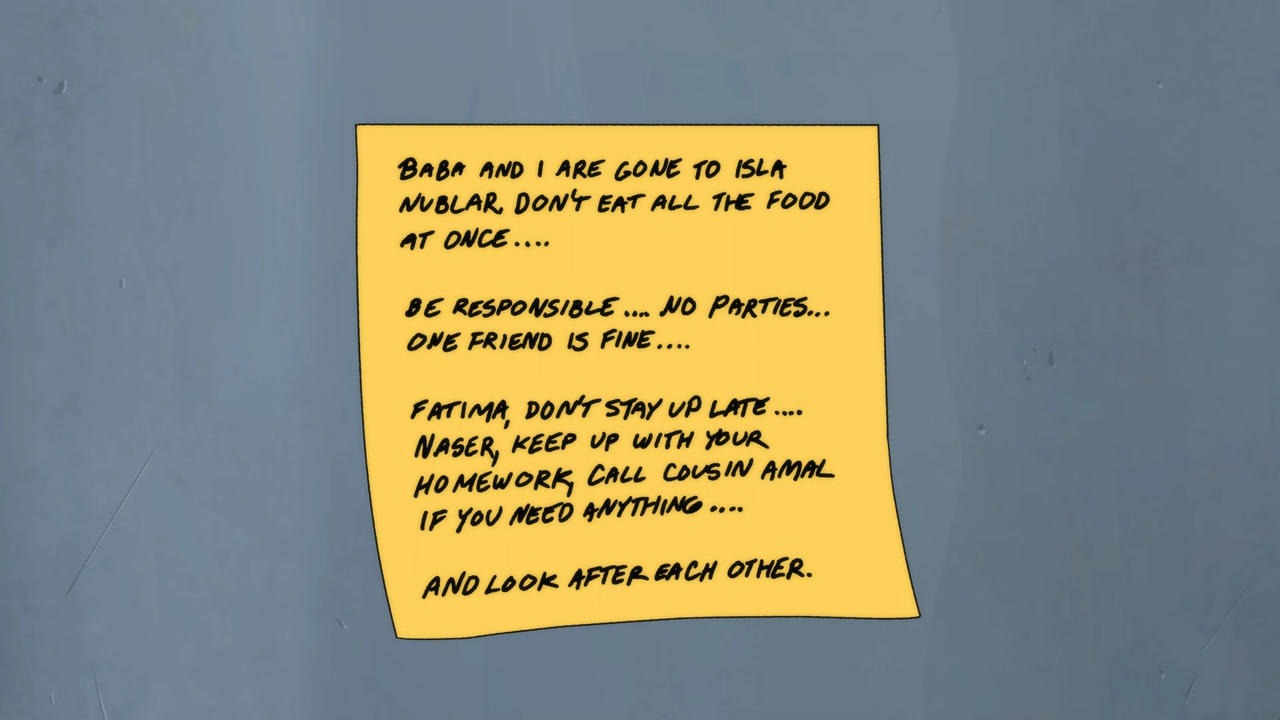 BABA AND I ARE GONE TO ISLA
NUBLAR, DON'T EAT ALL THE FOOD
AT ONCE....
BE RESPONSIBLE .... NO PARTIES...
ONE FRIEND IS FINE....
FATIMA, DON'T STAY UP LATE ....
NASER, KEEP UP WITH YOUR
HOMEWORK, CALL COUSIN AMAL
IF YOU NEED ANYTHING ....
AND LOOK AFTER EACH OTHER.